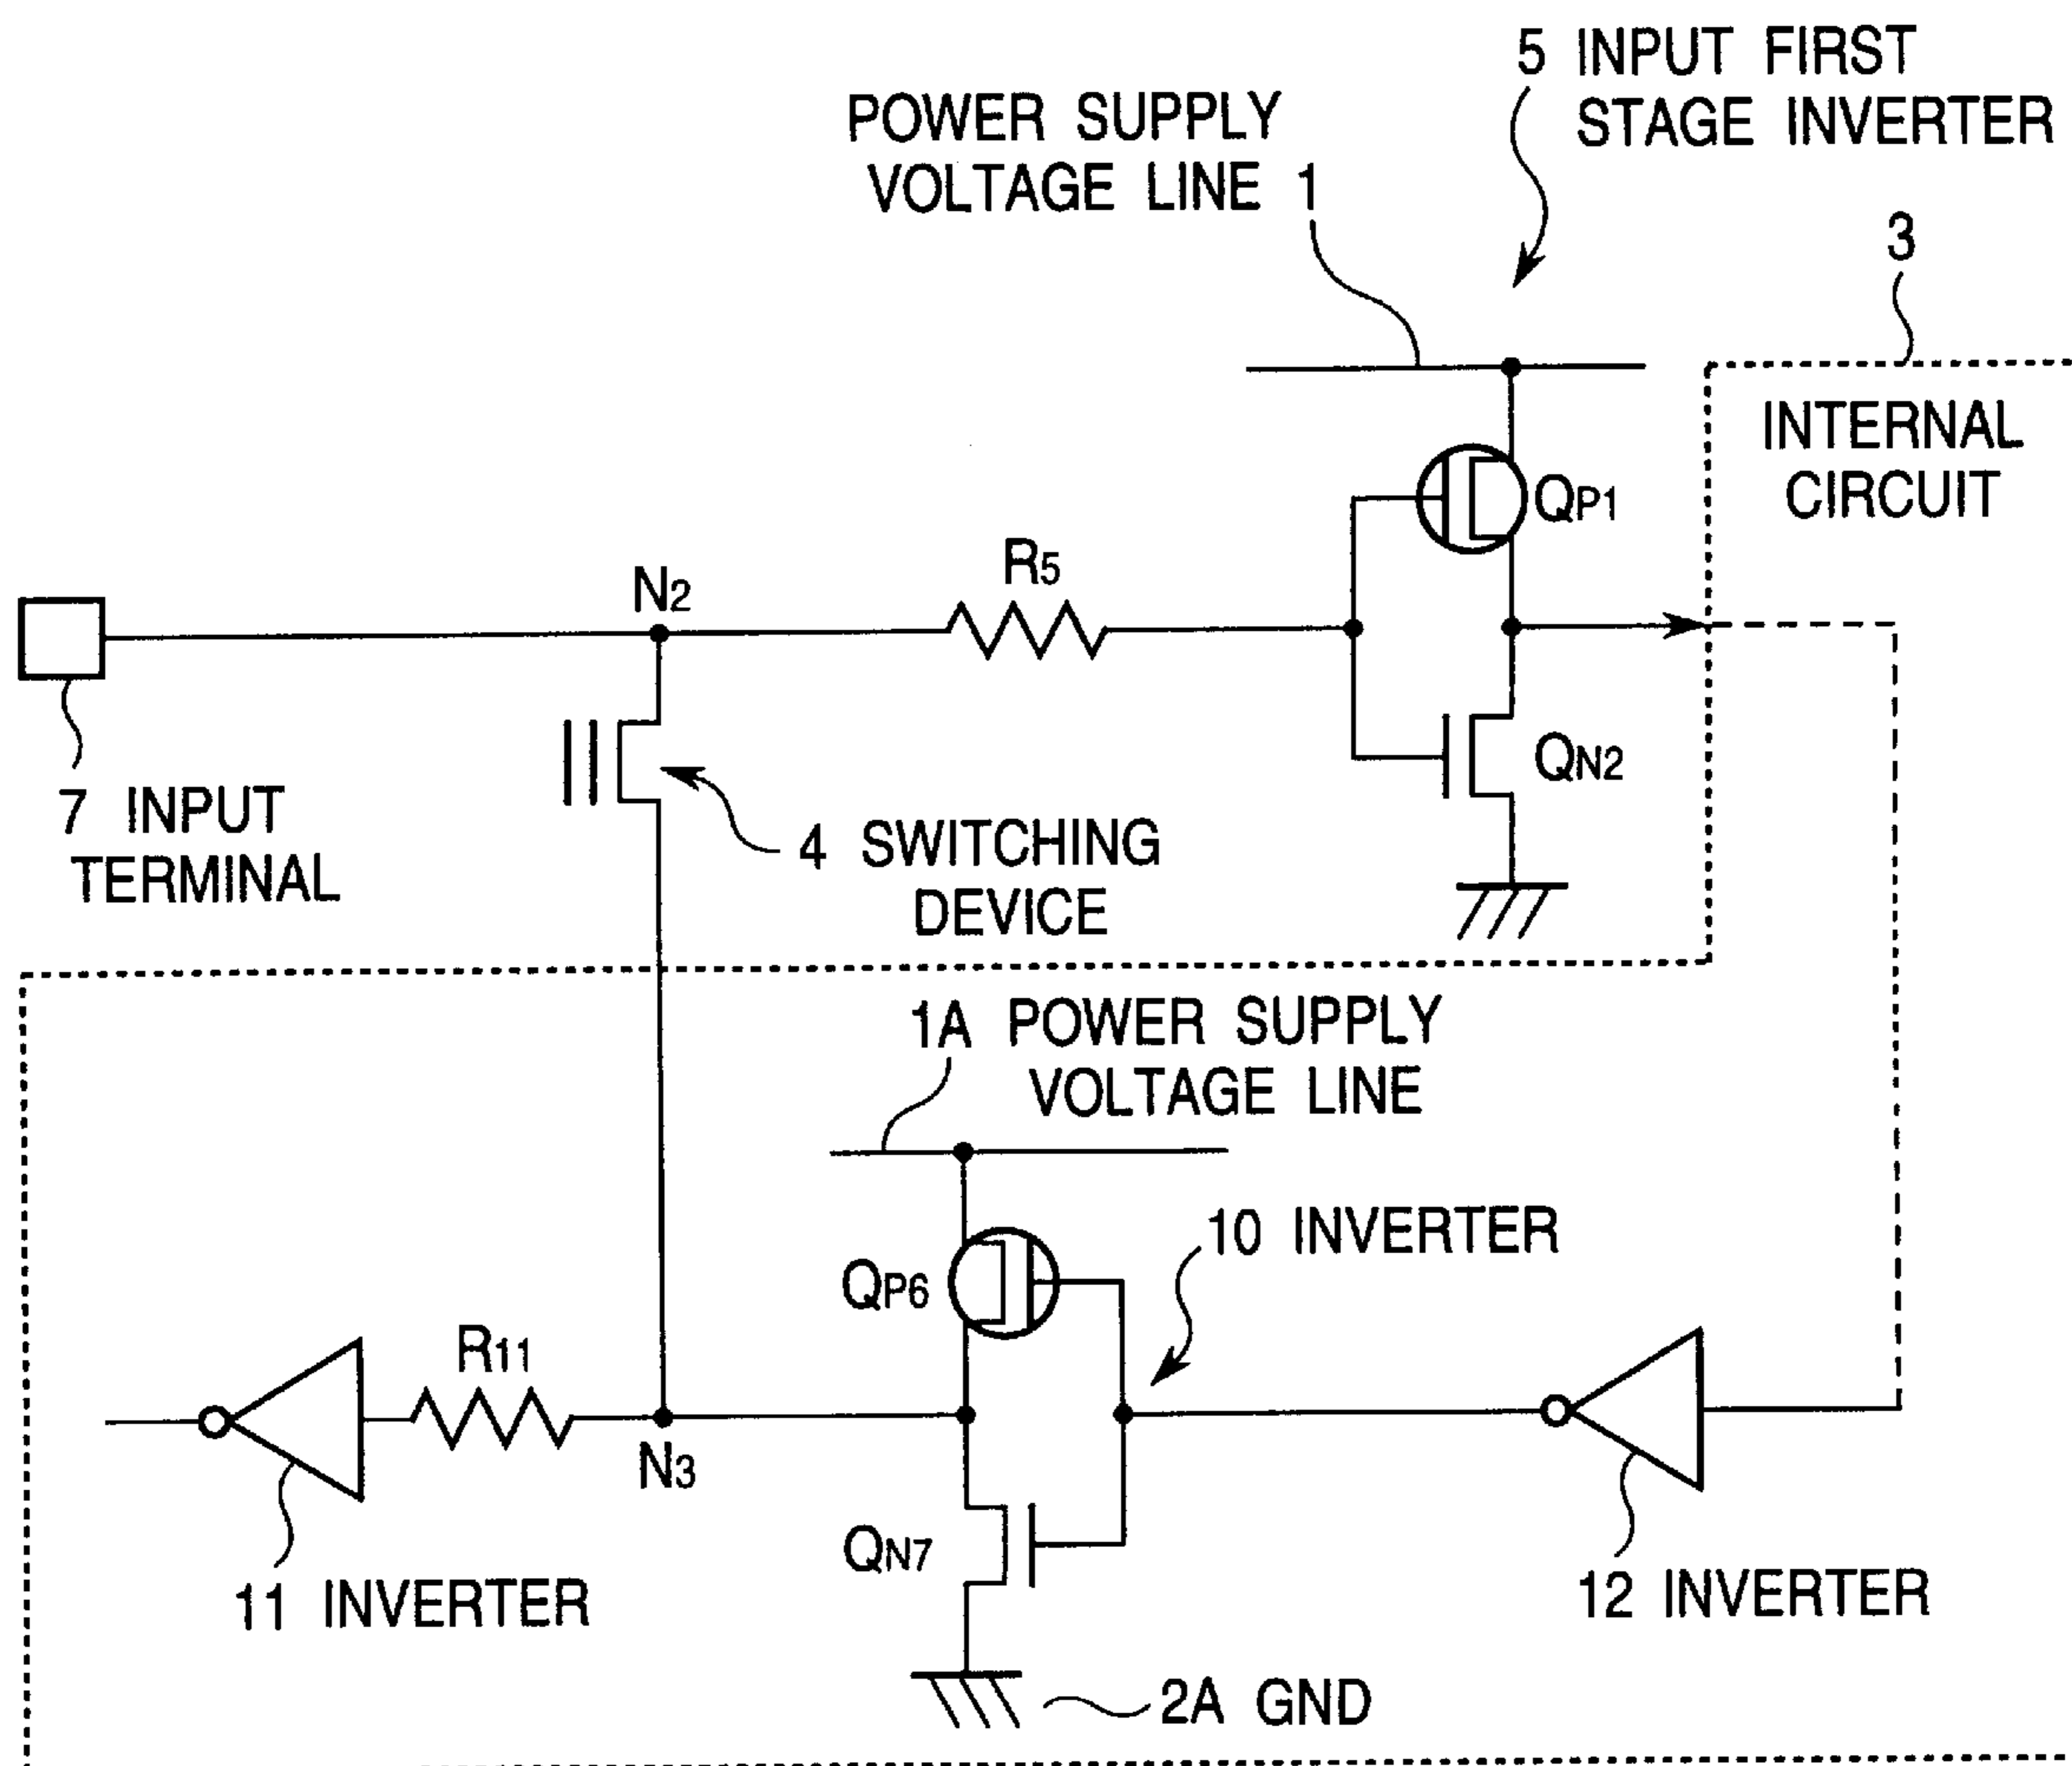 5 INPUT FIRST
STAGE INVERTER
POWER SUPPLY
VOLTAGE LINE 1
3
INTERNAL
CIRCUIT
QP1
R5
N2
QN2
7 INPUT
TERMINAL
4 SWITCHING
DEVICE
1A POWER SUPPLY
VOLTAGE LINE
10 INVERTER
QP6
R11
N3
QN7
11 INVERTER
12 INVERTER
2A GND